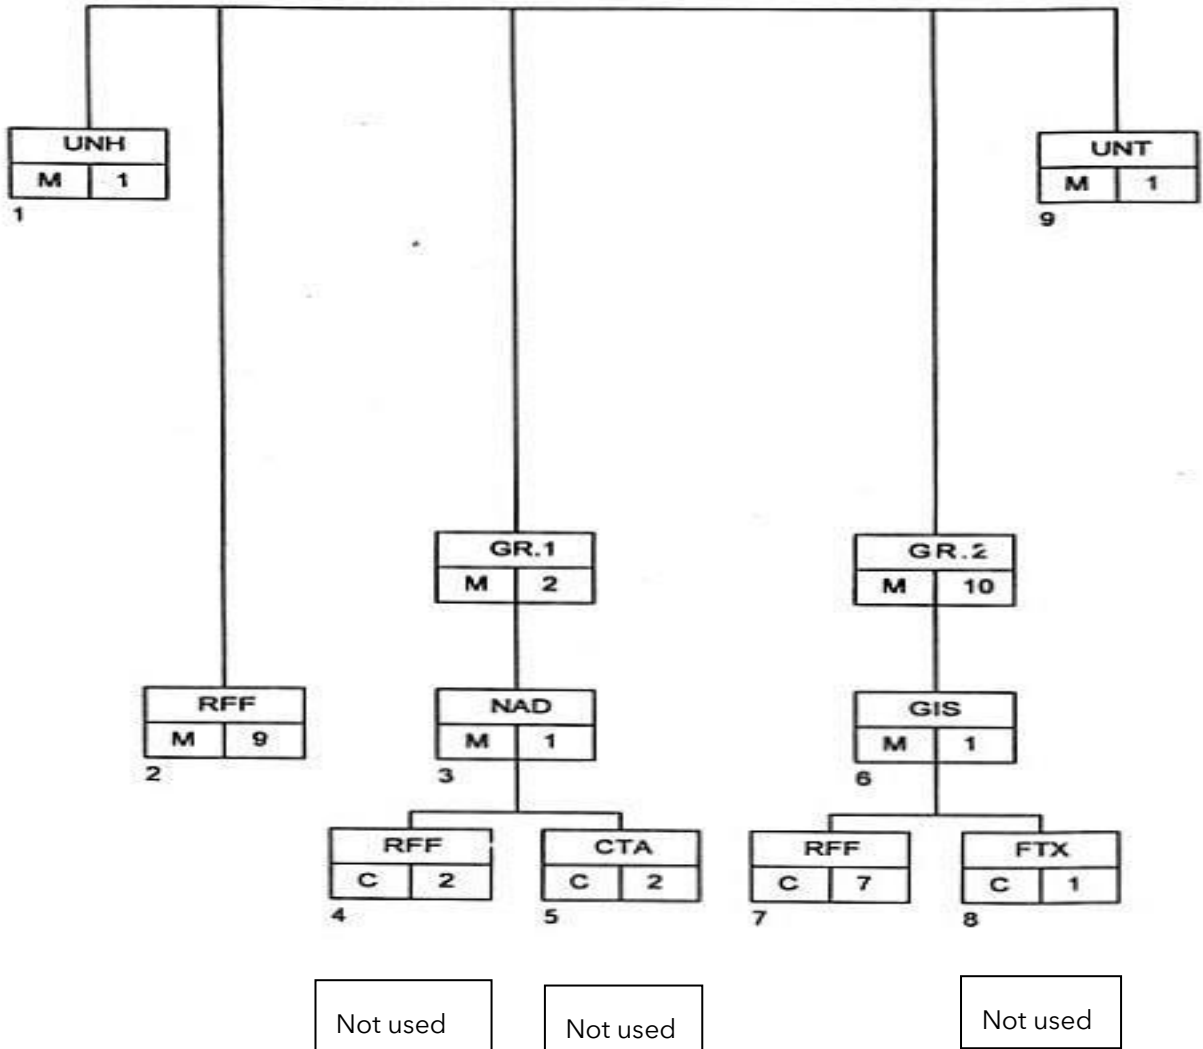 UNH
M 1
1
UNT
M 1
9
GR.1
M 2
GR.2
M 10
RFF
M 9
2
NAD
M 1
3
GIS
M 1
6
RFF
C 2
4
CTA
C 2
5
RFF
C 7
7
FTX
C 1
8
Not used
Not used
Not used